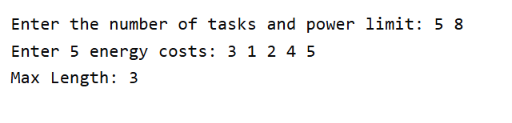 Enter the number of tasks and power limit: 5 8
Enter 5 energy costs: 3 1 2 4 5
Max Length: 3